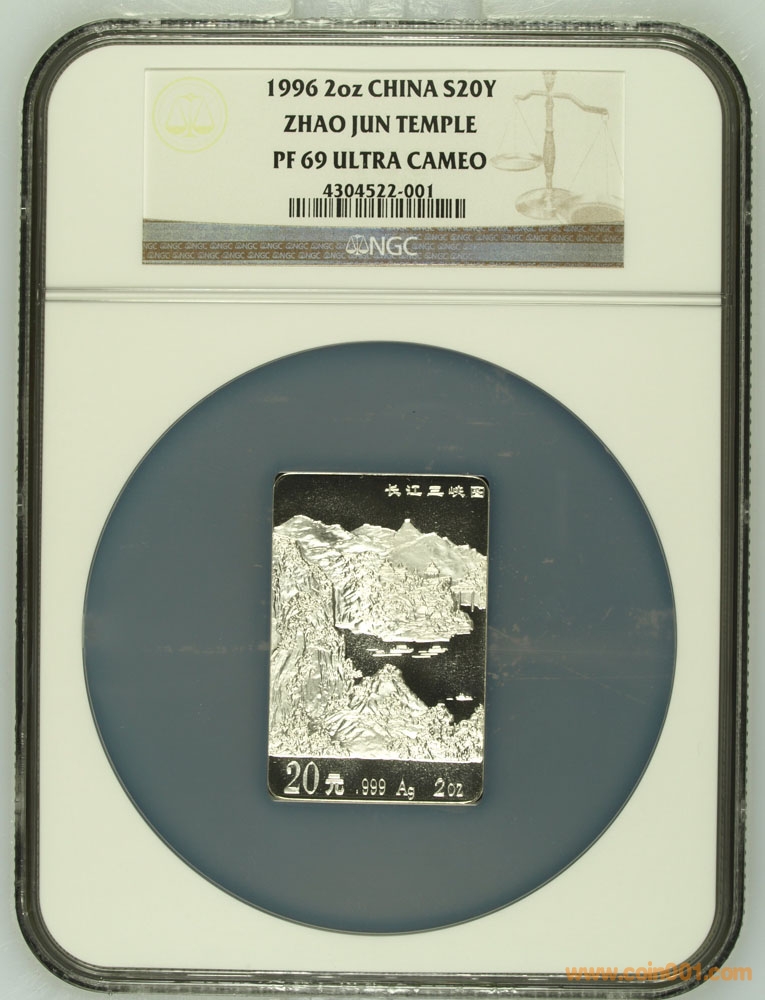 1996 2oz CHINA S20Y
ZHAO JUN TEMPLE
PF 69 ULTRA CAMEO
4304522-001
NGC
长江三峡图
20元 .999 Ag 2oz
www.coin001.com